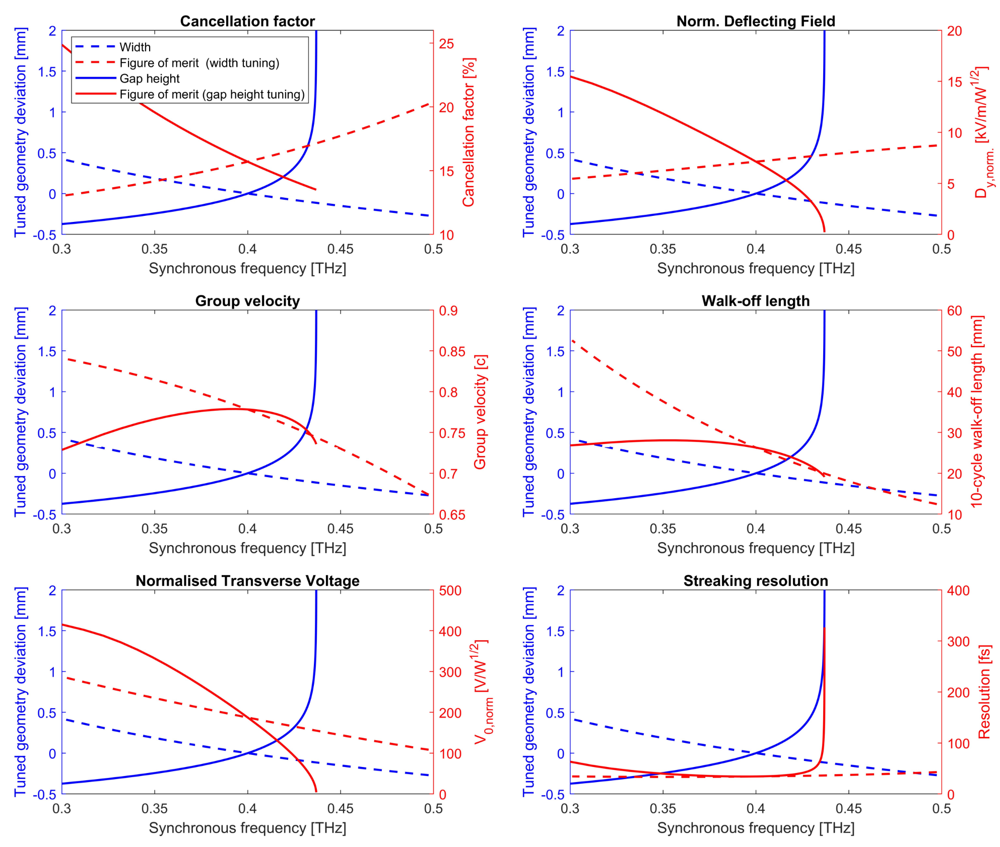 Cancellation factor
Tuned geometry deviation [mm]
2
1.5
1
0.5
0
-0.5
Width
Figure of merit (width tuning)
Gap height
Figure of merit (gap height tuning)
25
20
15
10
Cancellation factor [%]
0.3 0.35 0.4 0.45 0.5
Synchronous frequency [THz]
Norm. Deflecting Field
Tuned geometry deviation [mm]
2
1.5
1
0.5
0
-0.5
20
15
10
5
0
D_y,norm. [kV/m/W^1/2]
0.3 0.35 0.4 0.45 0.5
Synchronous frequency [THz]
Group velocity
Tuned geometry deviation [mm]
2
1.5
1
0.5
0
-0.5
0.9
0.85
0.8
0.75
0.7
0.65
Group velocity [c]
0.3 0.35 0.4 0.45 0.5
Synchronous frequency [THz]
Walk-off length
Tuned geometry deviation [mm]
2
1.5
1
0.5
0
-0.5
60
50
40
30
20
10
10-cycle walk-off length [mm]
0.3 0.35 0.4 0.45 0.5
Synchronous frequency [THz]
Normalised Transverse Voltage
Tuned geometry deviation [mm]
2
1.5
1
0.5
0
-0.5
500
400
300
200
100
0
V_0,norm [V/W^1/2]
0.3 0.35 0.4 0.45 0.5
Synchronous frequency [THz]
Streaking resolution
Tuned geometry deviation [mm]
2
1.5
1
0.5
0
-0.5
400
300
200
100
0
Resolution [fs]
0.3 0.35 0.4 0.45 0.5
Synchronous frequency [THz]